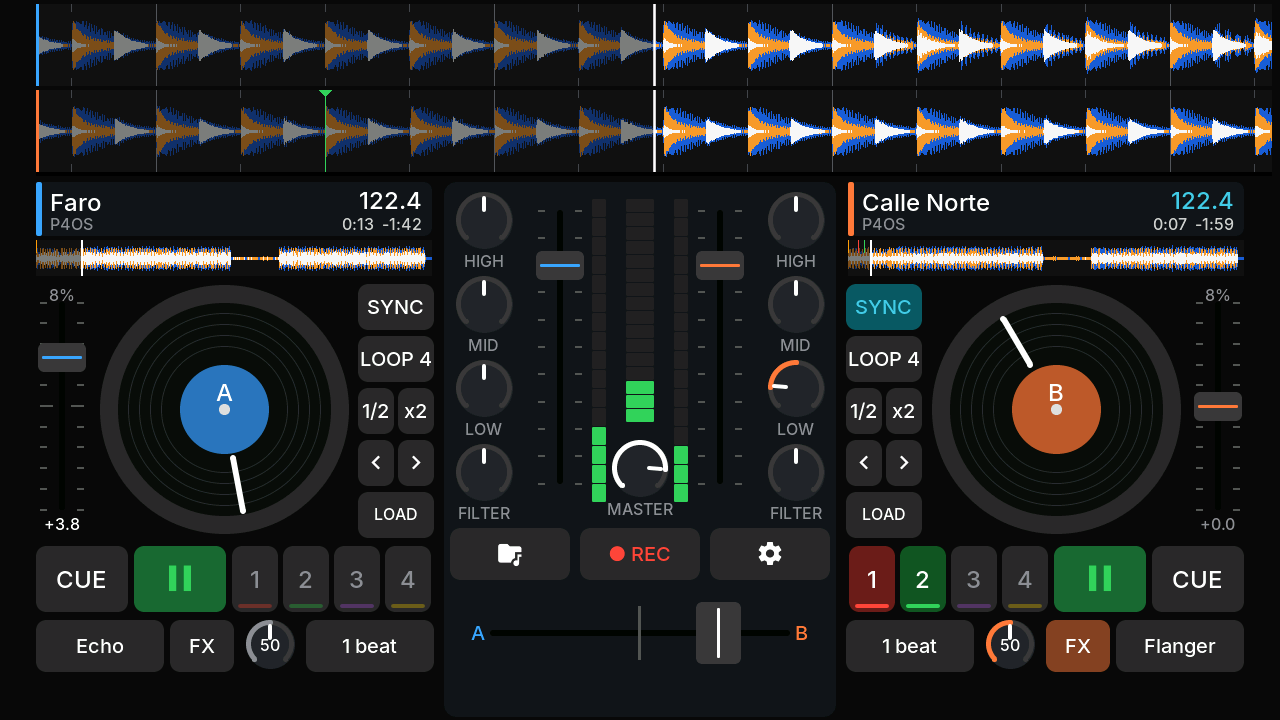 Faro 122.4
P4OS 0:13 -1:42
Calle Norte 122.4
P4OS 0:07 -1:59
8% SYNC
HIGH HIGH
SYNC 8%
LOOP 4 MID MID LOOP 4
A B
1/2 x2 LOW LOW 1/2 x2
< > < >
LOAD FILTER MASTER FILTER LOAD
+3.8 +0.0
CUE 1 2 3 4
REC
1 2 3 4 CUE
Echo FX 50 1 beat
A B
1 beat 50 FX Flanger